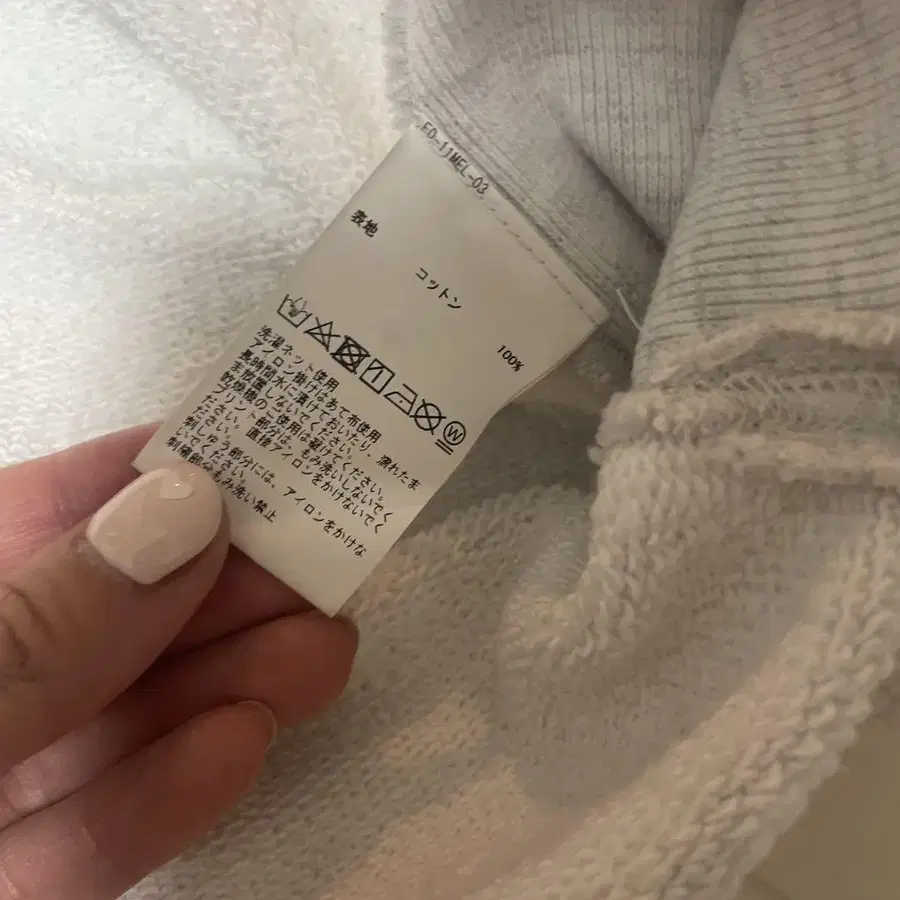 EO-11MEL-03
表地
コットン
100%
洗濯ネット使用
アイロン掛けはあて布使用
長時間水に漬けておいたり、濡れたま
ま放置しないでください。
乾燥機のご使用は避けてください。
プリント部分は、もみ洗いしないでく
ださい。直接アイロンをかけないでく
ださい。
刺しゅう部分には、アイロンをかけな
いでください。
刺繍部分もみ洗い禁止
W